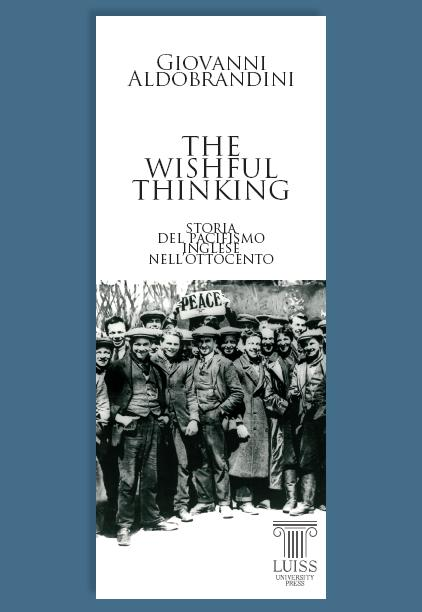 GIOVANNI
ALDOBRANDINI
THE
WISHFUL
THINKING
STORIA
DEL PACIFISMO
INGLESE
NELL'OTTOCENTO
PEACE
LUISS
UNIVERSITY
PRESS